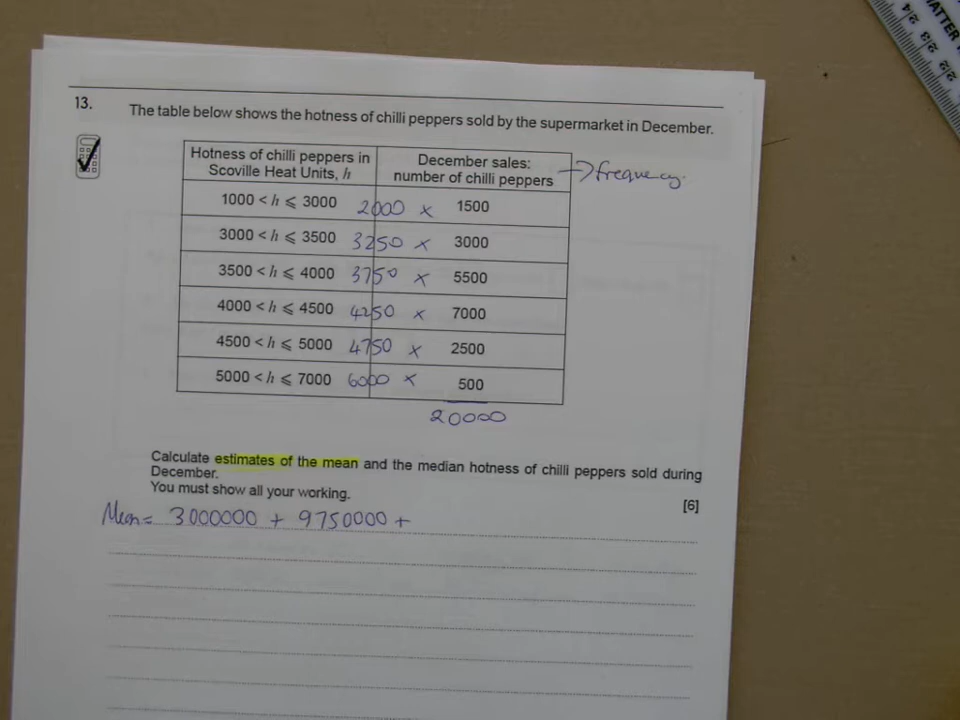 13. The table below shows the hotness of chilli peppers sold by the supermarket in December.
Hotness of chilli peppers in Scoville Heat Units, h
December sales: number of chilli peppers → frequency.
1000 < h ⩽ 3000 2000 × 1500
3000 < h ⩽ 3500 3250 × 3000
3500 < h ⩽ 4000 3750 × 5500
4000 < h ⩽ 4500 4250 × 7000
4500 < h ⩽ 5000 4750 × 2500
5000 < h ⩽ 7000 6000 × 500
20000
Calculate estimates of the mean and the median hotness of chilli peppers sold during
December.
You must show all your working.
[6]
Mean = 3000000 + 9750000 +